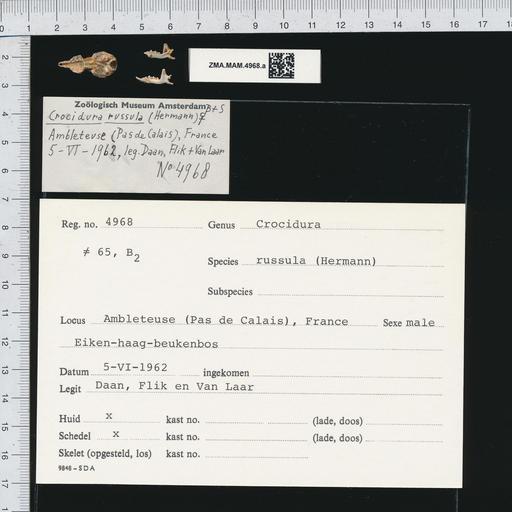 ZMA.MAM.4968.a
Zoölogisch Museum Amsterdam B+S
Crocidura russula (Hermann) ♀
Ambleteuse (Pas de Calais), France
5-VI-1962, leg. Daan, Flik + Van Laar
No 4968
Reg. no. 4968 Genus Crocidura
≠ 65, B2
Species russula (Hermann)
Subspecies
Locus Ambleteuse (Pas de Calais), France Sexe male
Eiken-haag-beukenbos
Datum 5-VI-1962 ingekomen
Legit Daan, Flik en Van Laar
Huid x kast no. (lade, doos)
Schedel x kast no. (lade, doos)
Skelet (opgesteld, los) kast no.
9848 - SDA